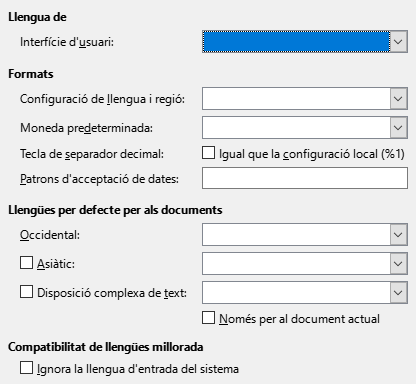 Llengua de
Interfície d'usuari:
Formats
Configuració de llengua i regió:
Moneda predeterminada:
Tecla de separador decimal: Igual que la configuració local (%1)
Patrons d'acceptació de dates:
Llengües per defecte per als documents
Occidental:
Asiàtic:
Disposició complexa de text:
Només per al document actual
Compatibilitat de llengües millorada
Ignora la llengua d'entrada del sistema